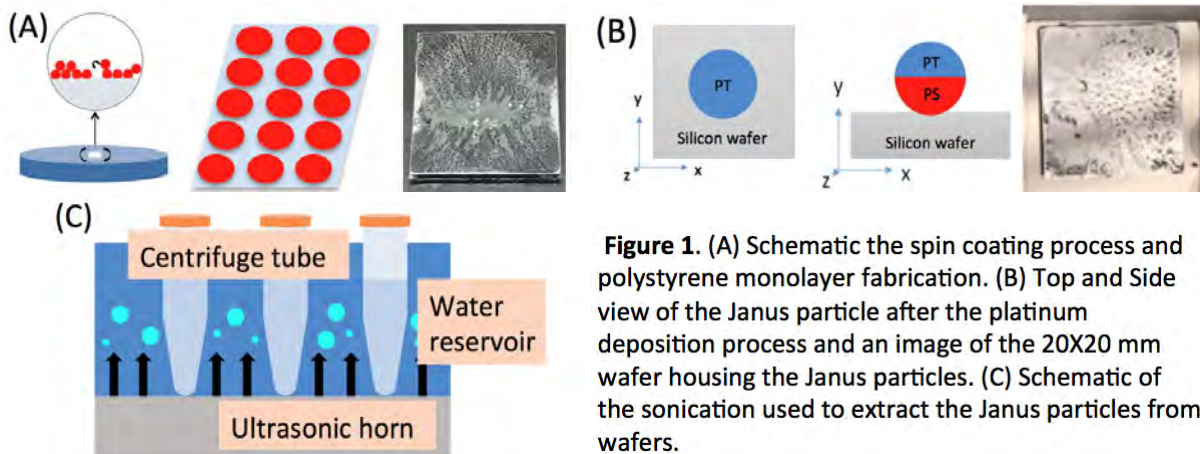 (A)
(B)
PT
y
z
x
Silicon wafer
PT
PS
y
z
x
Silicon wafer
(C)
Centrifuge tube
Water
reservoir
Ultrasonic horn
Figure 1. (A) Schematic the spin coating process and
polystyrene monolayer fabrication. (B) Top and Side
view of the Janus particle after the platinum
deposition process and an image of the 20X20 mm
wafer housing the Janus particles. (C) Schematic of
the sonication used to extract the Janus particles from
wafers.